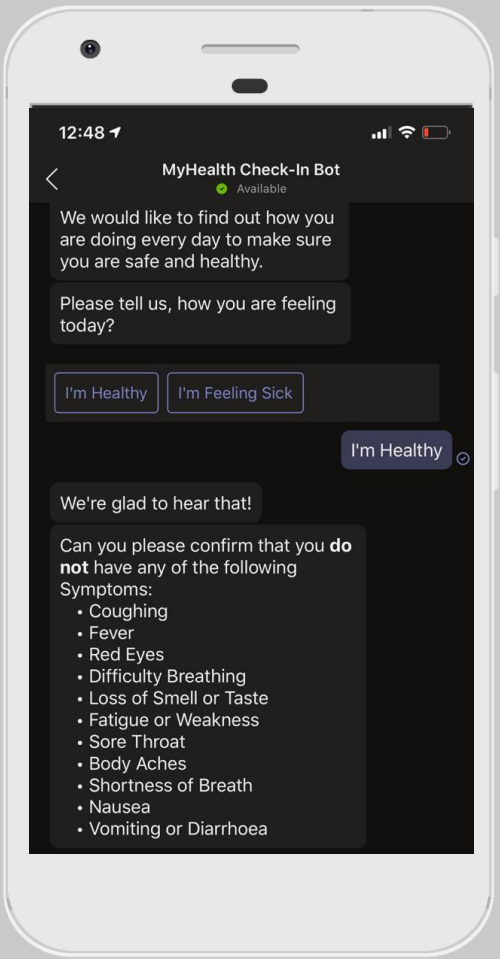 12:48
MyHealth Check-In Bot
Available
We would like to find out how you
are doing every day to make sure
you are safe and healthy.
Please tell us, how you are feeling
today?
I'm Healthy
I'm Feeling Sick
I'm Healthy
We're glad to hear that!
Can you please confirm that you do
not have any of the following
Symptoms:
• Coughing
• Fever
• Red Eyes
• Difficulty Breathing
• Loss of Smell or Taste
• Fatigue or Weakness
• Sore Throat
• Body Aches
• Shortness of Breath
• Nausea
• Vomiting or Diarrhoea